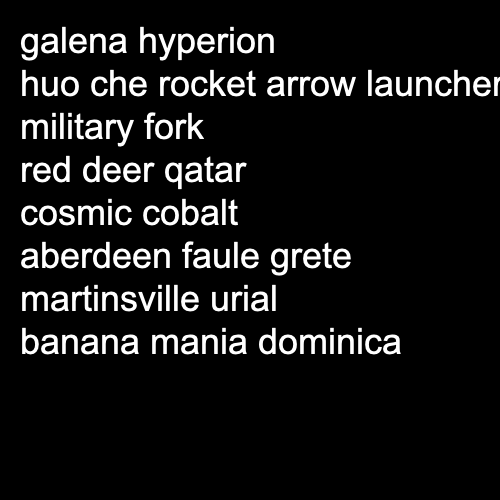 galena hyperion
huo che rocket arrow launcher
military fork
red deer qatar
cosmic cobalt
aberdeen faule grete
martinsville urial
banana mania dominica